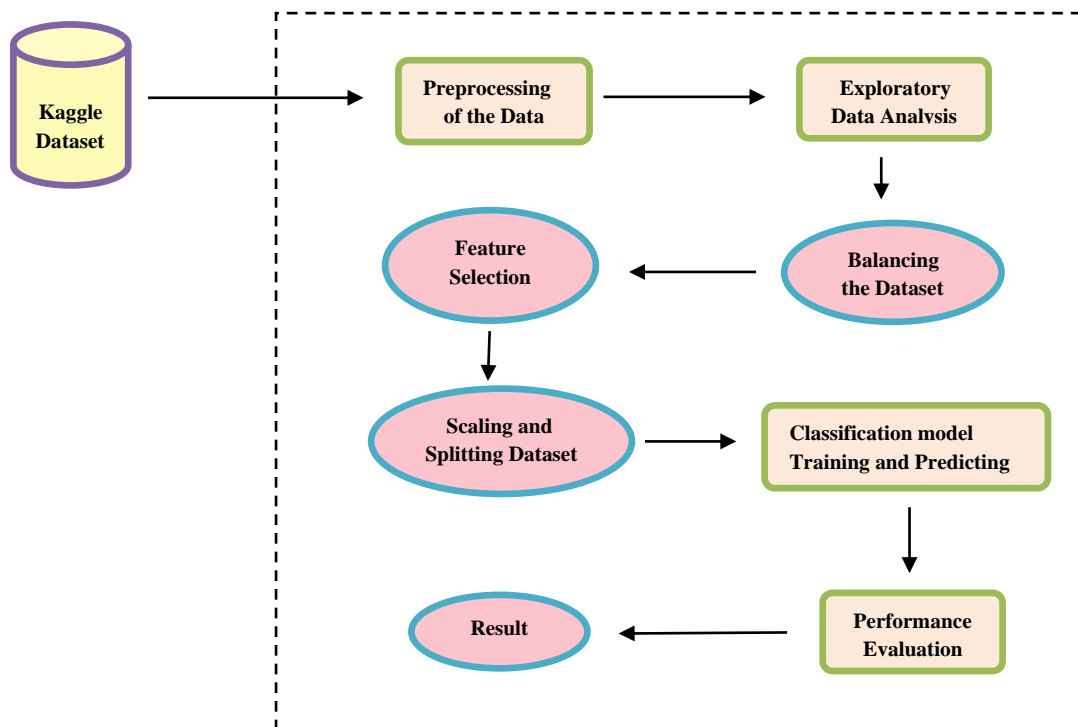 Kaggle
Dataset
Preprocessing
of the Data
Exploratory
Data Analysis
Feature
Selection
Balancing
the Dataset
Scaling and
Splitting Dataset
Classification model
Training and Predicting
Result
Performance
Evaluation